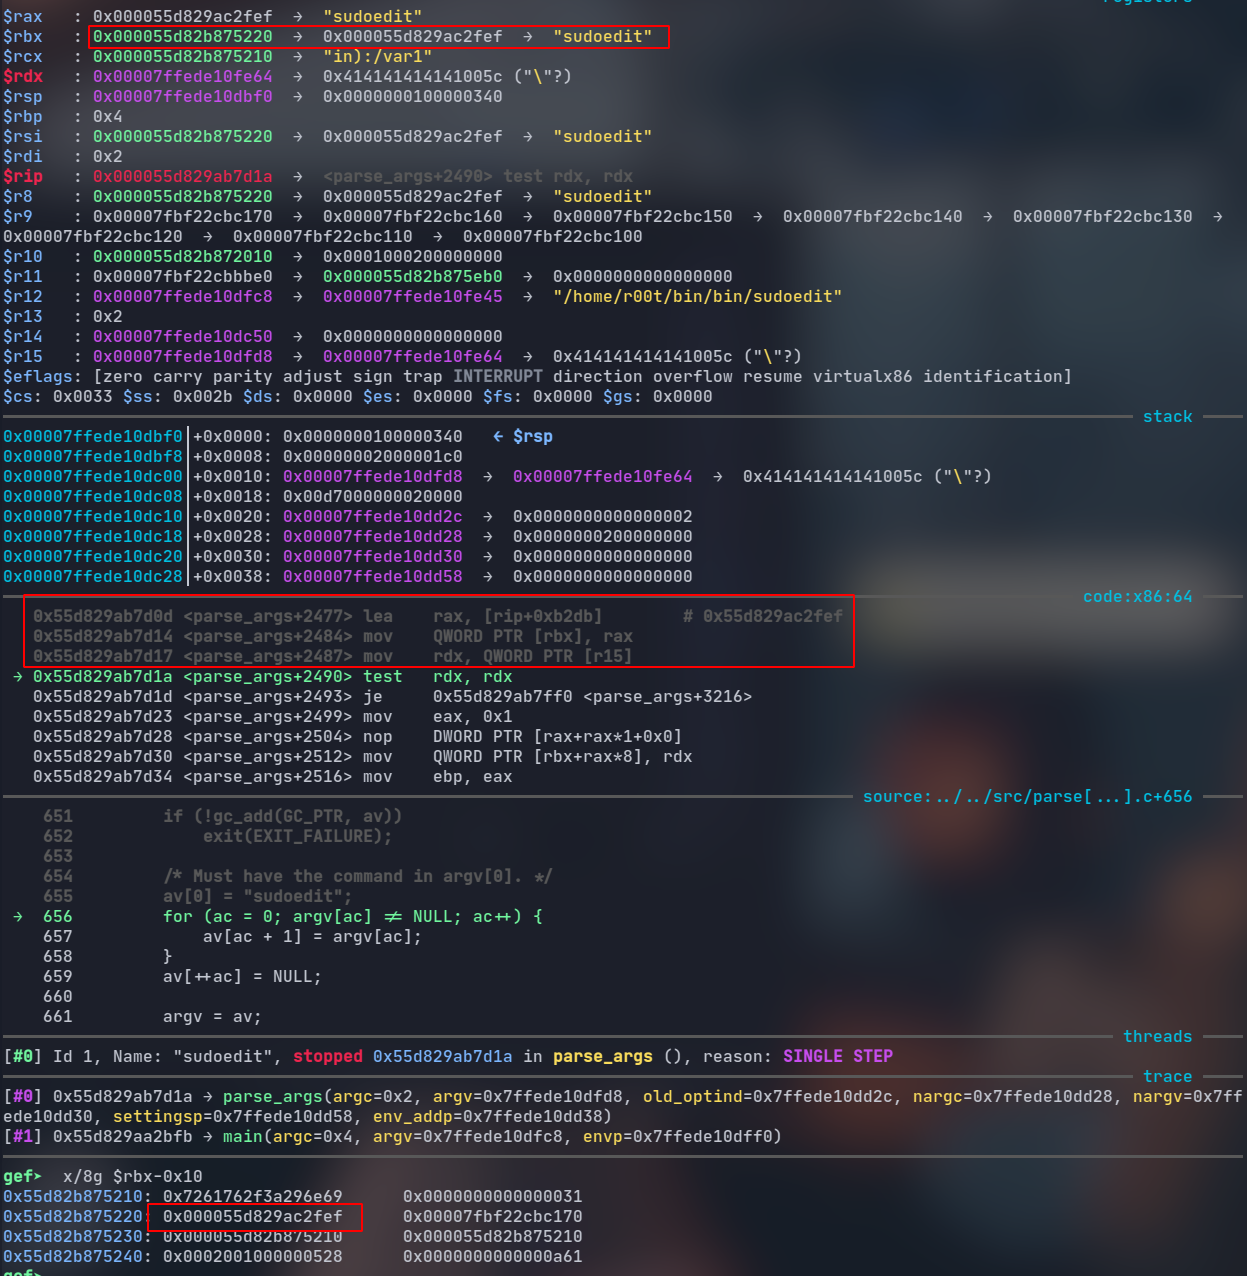 registers
$rax   : 0x000055d829ac2fef  →  "sudoedit"
$rbx   : 0x000055d82b875220  →  0x000055d829ac2fef  →  "sudoedit"
$rcx   : 0x000055d82b875210  →  "in):/var1"
$rdx   : 0x00007ffede10fe64  →  0x414141414141005c ("\"?)
$rsp   : 0x00007ffede10dbf0  →  0x0000000100000340
$rbp   : 0x4
$rsi   : 0x000055d82b875220  →  0x000055d829ac2fef  →  "sudoedit"
$rdi   : 0x2
$rip   : 0x000055d829ab7d1a  →  <parse_args+2490> test rdx, rdx
$r8    : 0x000055d82b875220  →  0x000055d829ac2fef  →  "sudoedit"
$r9    : 0x00007fbf22cbc170  →  0x00007fbf22cbc160  →  0x00007fbf22cbc150  →  0x00007fbf22cbc140  →  0x00007fbf22cbc130  →
0x00007fbf22cbc120  →  0x00007fbf22cbc110  →  0x00007fbf22cbc100
$r10   : 0x000055d82b872010  →  0x0001000200000000
$r11   : 0x00007fbf22cbbbe0  →  0x000055d82b875eb0  →  0x0000000000000000
$r12   : 0x00007ffede10dfc8  →  0x00007ffede10fe45  →  "/home/r00t/bin/bin/sudoedit"
$r13   : 0x2
$r14   : 0x00007ffede10dc50  →  0x0000000000000000
$r15   : 0x00007ffede10dfd8  →  0x00007ffede10fe64  →  0x414141414141005c ("\"?)
$eflags: [zero carry parity adjust sign trap INTERRUPT direction overflow resume virtualx86 identification]
$cs: 0x0033 $ss: 0x002b $ds: 0x0000 $es: 0x0000 $fs: 0x0000 $gs: 0x0000
stack
0x00007ffede10dbf0│+0x0000: 0x0000000100000340   ← $rsp
0x00007ffede10dbf8│+0x0008: 0x00000002000001c0
0x00007ffede10dc00│+0x0010: 0x00007ffede10dfd8  →  0x00007ffede10fe64  →  0x414141414141005c ("\"?)
0x00007ffede10dc08│+0x0018: 0x00d7000000020000
0x00007ffede10dc10│+0x0020: 0x00007ffede10dd2c  →  0x0000000000000002
0x00007ffede10dc18│+0x0028: 0x00007ffede10dd28  →  0x0000000200000000
0x00007ffede10dc20│+0x0030: 0x00007ffede10dd30  →  0x0000000000000000
0x00007ffede10dc28│+0x0038: 0x00007ffede10dd58  →  0x0000000000000000
code:x86:64
0x55d829ab7d0d <parse_args+2477> lea    rax, [rip+0xb2db]        # 0x55d829ac2fef
0x55d829ab7d14 <parse_args+2484> mov    QWORD PTR [rbx], rax
0x55d829ab7d17 <parse_args+2487> mov    rdx, QWORD PTR [r15]
→ 0x55d829ab7d1a <parse_args+2490> test   rdx, rdx
0x55d829ab7d1d <parse_args+2493> je     0x55d829ab7ff0 <parse_args+3216>
0x55d829ab7d23 <parse_args+2499> mov    eax, 0x1
0x55d829ab7d28 <parse_args+2504> nop    DWORD PTR [rax+rax*1+0x0]
0x55d829ab7d30 <parse_args+2512> mov    QWORD PTR [rbx+rax*8], rdx
0x55d829ab7d34 <parse_args+2516> mov    ebp, eax
source:../../src/parse[...].c+656
651         if (!gc_add(GC_PTR, av))
652             exit(EXIT_FAILURE);
653
654         /* Must have the command in argv[0]. */
655         av[0] = "sudoedit";
→  656         for (ac = 0; argv[ac] != NULL; ac++) {
657             av[ac + 1] = argv[ac];
658         }
659         av[++ac] = NULL;
660
661         argv = av;
threads
[#0] Id 1, Name: "sudoedit", stopped 0x55d829ab7d1a in parse_args (), reason: SINGLE STEP
trace
[#0] 0x55d829ab7d1a → parse_args(argc=0x2, argv=0x7ffede10dfd8, old_optind=0x7ffede10dd2c, nargc=0x7ffede10dd28, nargv=0x7ff
ede10dd30, settingsp=0x7ffede10dd58, env_addp=0x7ffede10dd38)
[#1] 0x55d829aa2bfb → main(argc=0x4, argv=0x7ffede10dfc8, envp=0x7ffede10dff0)
gef➤  x/8g $rbx-0x10
0x55d82b875210: 0x7261762f3a296e69      0x0000000000000031
0x55d82b875220: 0x000055d829ac2fef      0x00007fbf22cbc170
0x55d82b875230: 0x000055d82b875210      0x000055d82b875210
0x55d82b875240: 0x0002001000000528      0x0000000000000a61
gef➤